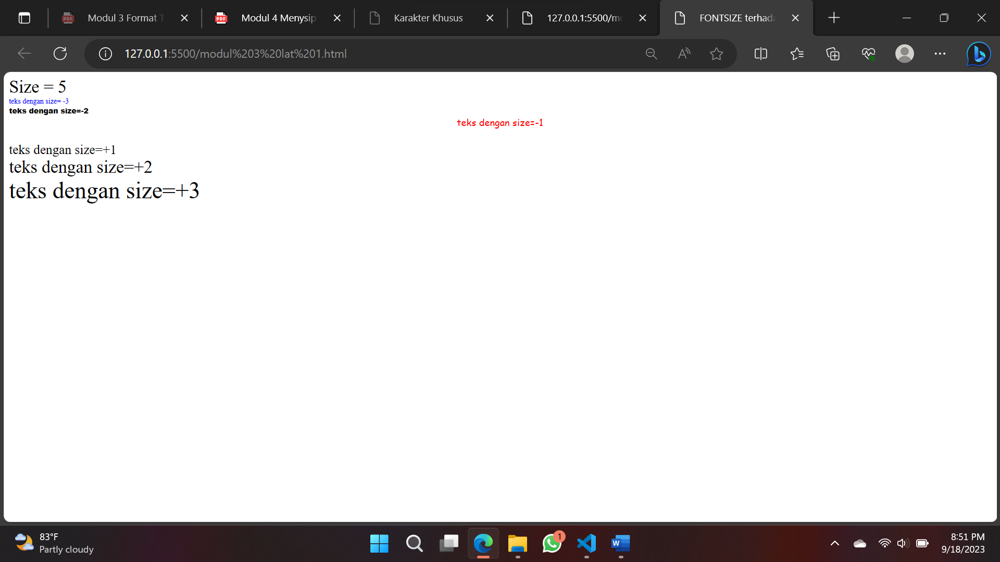 Modul 3 Format T
Modul 4 Menysip
Karakter Khusus
127.0.0.1:5500/mo
FONTSIZE terhada
127.0.0.1:5500/modul%203%20lat%201.html
Size = 5
teks dengan size= -3
teks dengan size=-2
teks dengan size=-1
teks dengan size=+1
teks dengan size=+2
teks dengan size=+3
83°F
Partly cloudy
1
8:51 PM
9/18/2023